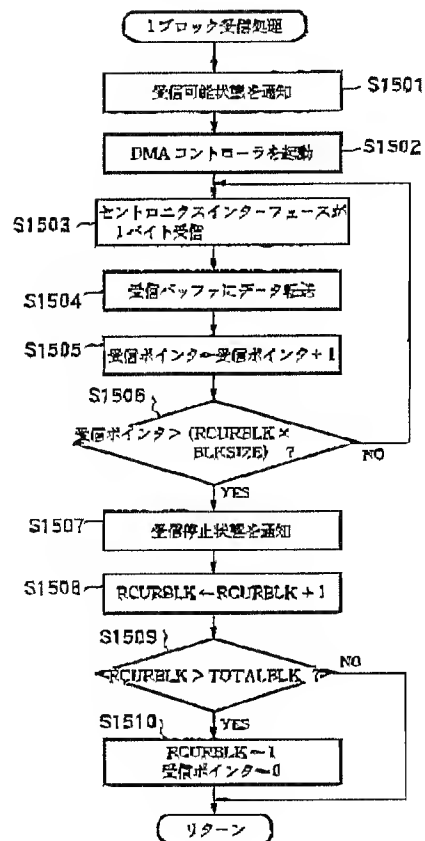 1ブロック受信処理
受信可能状態を通知 S1501
DMAコントローラを起動 S1502
S1503 セントロニクスインターフェースが
1バイト受信
S1504 受信バッファにデータ転送
S1505 受信ポインタ←受信ポインタ+1
S1506
受信ポインタ>(RCURBLK×
BLKSIZE) ?
NO
YES
S1507 受信停止状態を通知
S1508 RCURBLK←RCURBLK+1
S1509
RCURBLK>TOTALBLK ?
NO
YES
S1510
RCURBLK←1
受信ポインタ←0
リターン